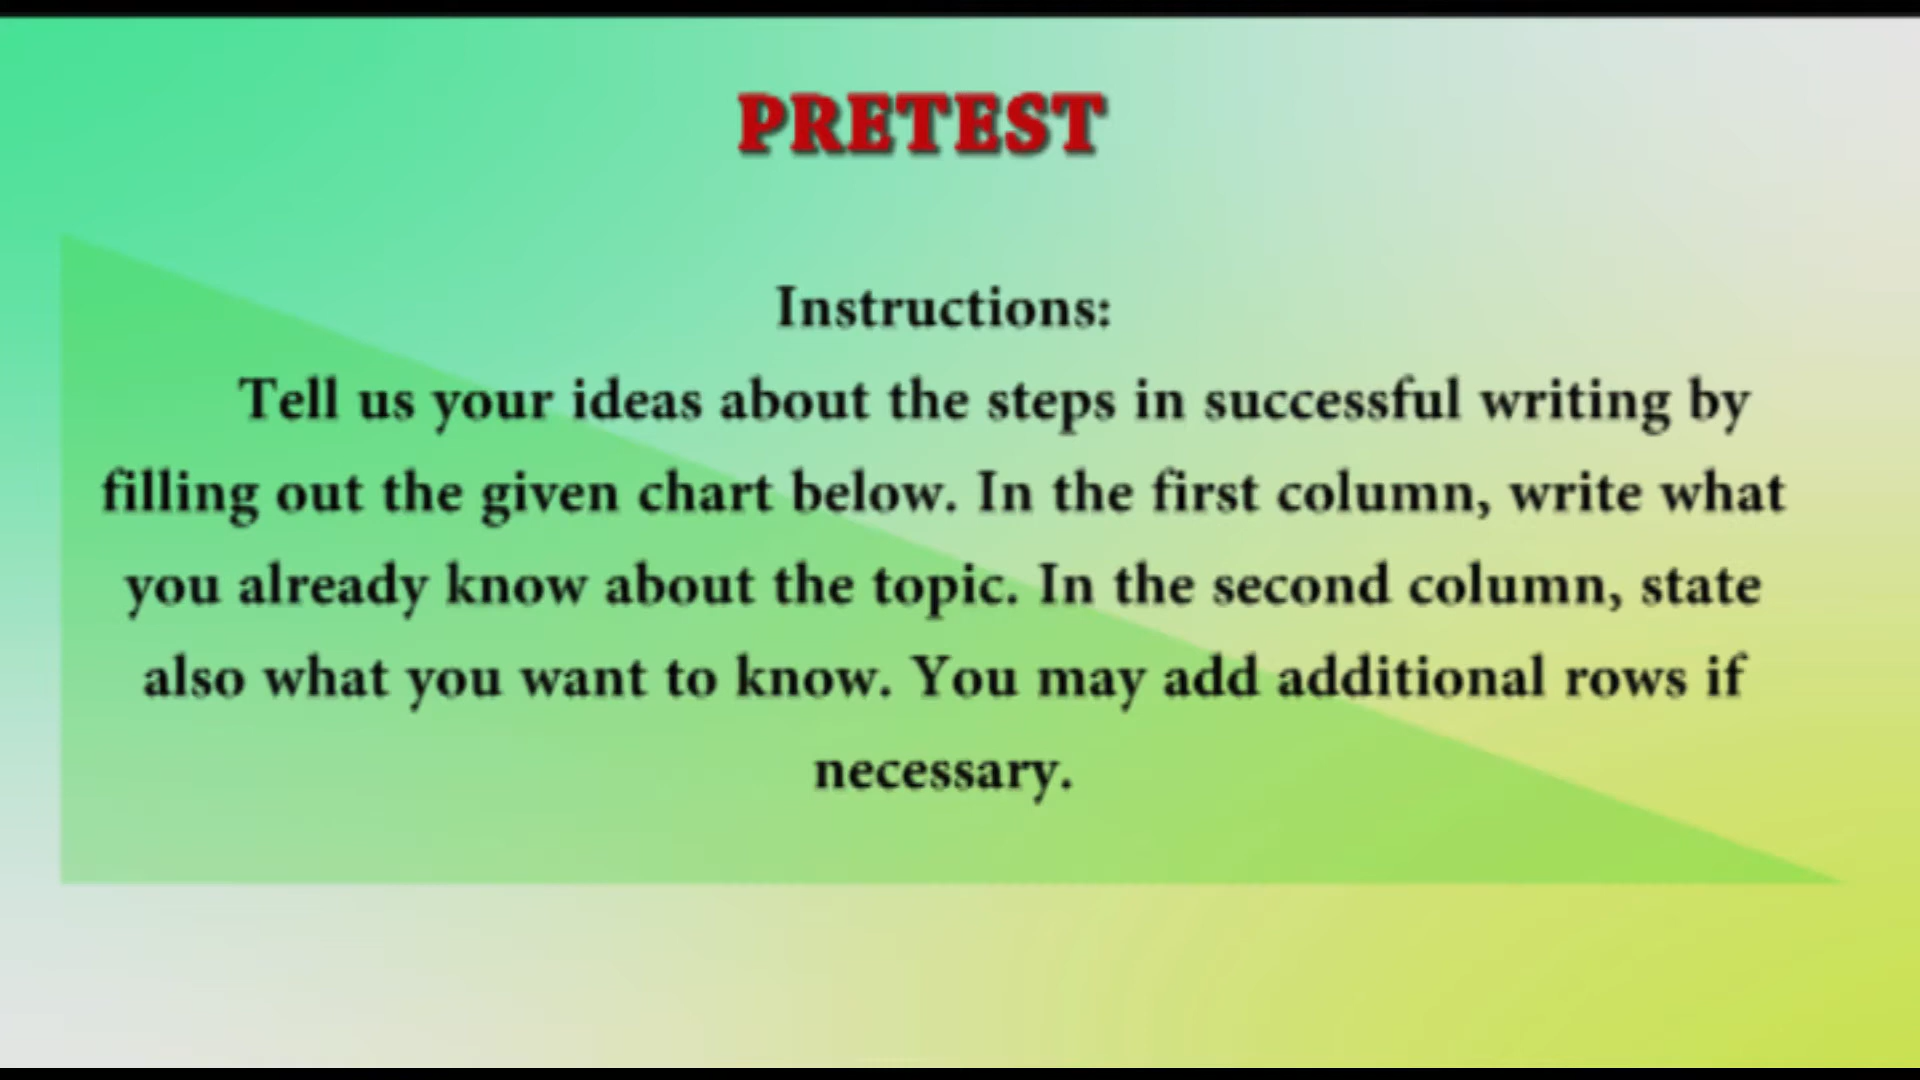 PRETEST
Instructions:
Tell us your ideas about the steps in successful writing by
filling out the given chart below. In the first column, write what
you already know about the topic. In the second column, state
also what you want to know. You may add additional rows if
necessary.